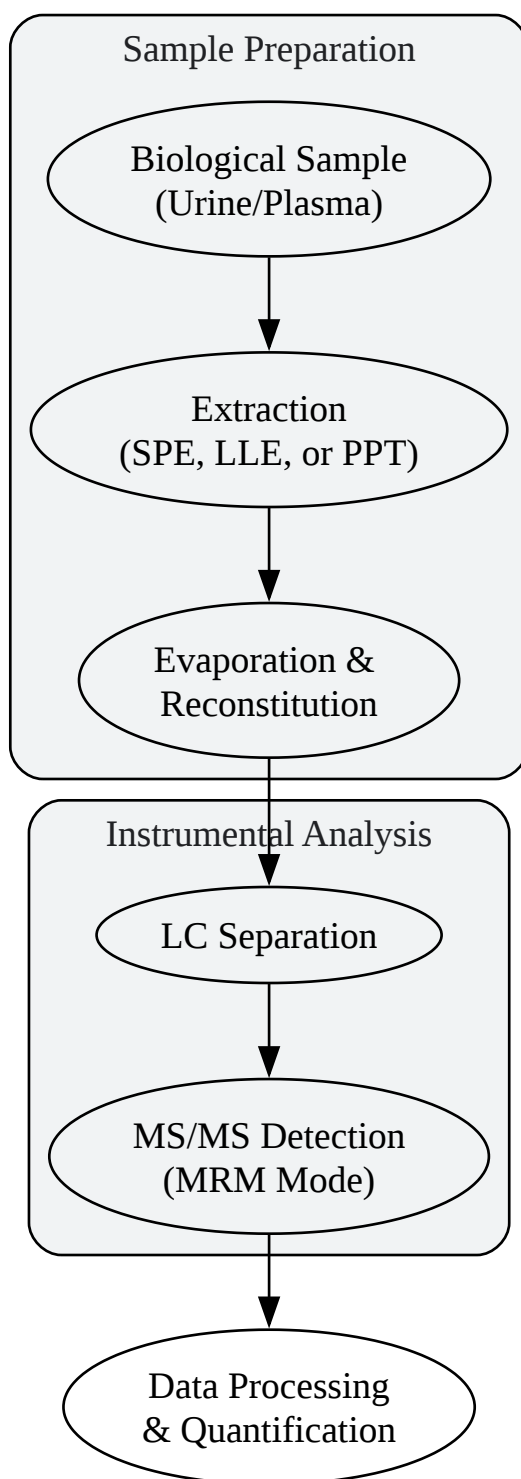 Sample Preparation
Biological Sample
(Urine/Plasma)
Extraction
(SPE, LLE, or PPT)
Evaporation &
Reconstitution
Instrumental Analysis
LC Separation
MS/MS Detection
(MRM Mode)
Data Processing
& Quantification